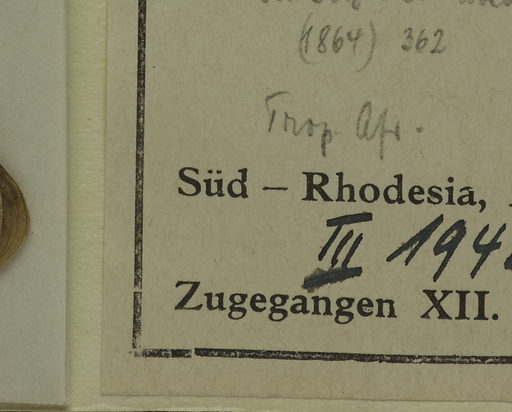 (1864) 362
Trop. Afr.
Süd – Rhodesia,
III 194
Zugegangen XII.